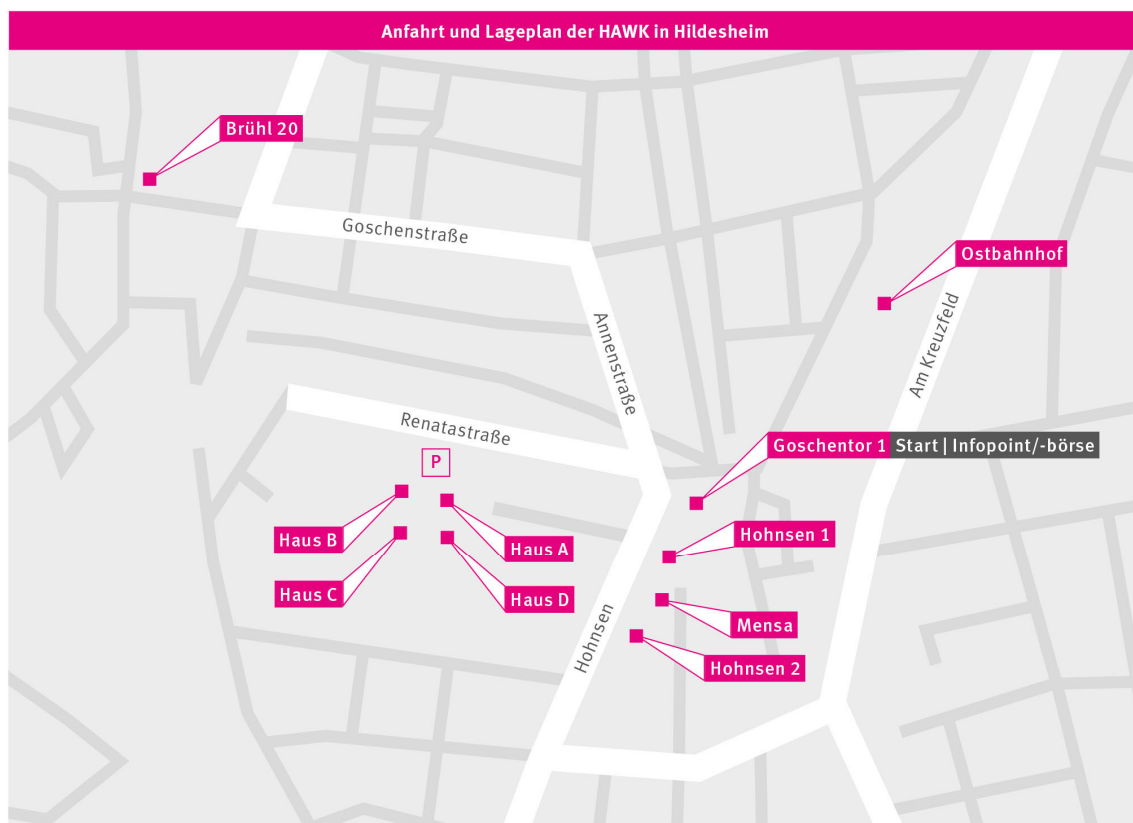 Anfahrt und Lageplan der HAWK in Hildesheim
Brühl 20
Goschenstraße
Ostbahnhof
Annenstraße
Am Kreuzfeld
Renatastraße
Goschentor 1 Start | Infopoint/-börse
P
Haus B
Haus A
Hohnsen 1
Haus C
Haus D
Mensa
Hohnsen
Hohnsen 2